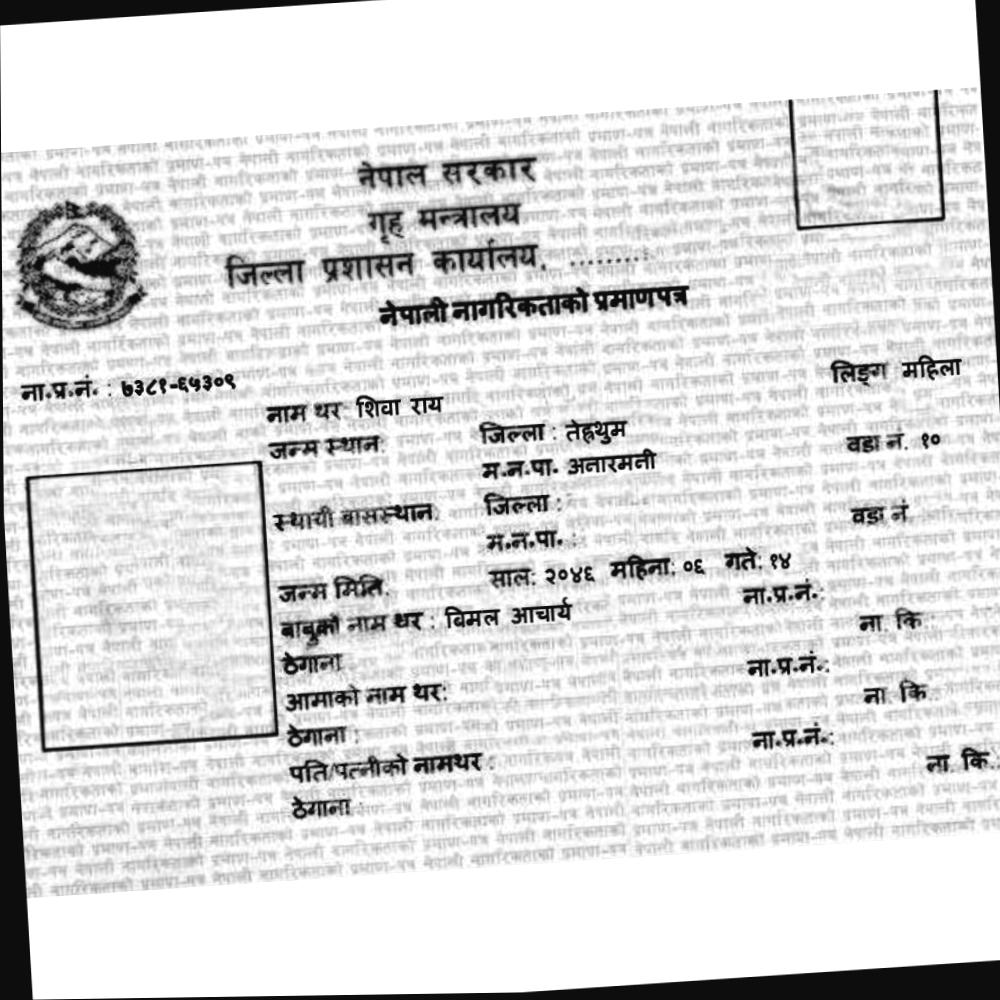 नेपाल सरकार
गृह मन्त्रालय
जिल्ला प्रशासन कार्यालय, ........:
नेपाली नागरिकताको प्रमाणपत्र
ना.प्र.नं. : ७३८१-६५३०९ लिङ्ग महिला
नाम थर: शिवा राय
जन्म स्थान: जिल्ला : तेह्रथुम वडा नं. १०
म.न.पा. अनारमनी
स्थायी बासस्थान: जिल्ला : वडा नं.
म.न.पा. :
जन्म मिति: साल: २०४६ महिना: ०६ गते: १४
बाबुको नाम थर : बिमल आचार्य ना.प्र.नं.:
ठेगाना ना. कि.:
आमाको नाम थर: ना.प्र.नं.:
ठेगाना : ना. कि.:
पति/पत्नीको नामथर : ना.प्र.नं.:
ठेगाना : ना. कि.: